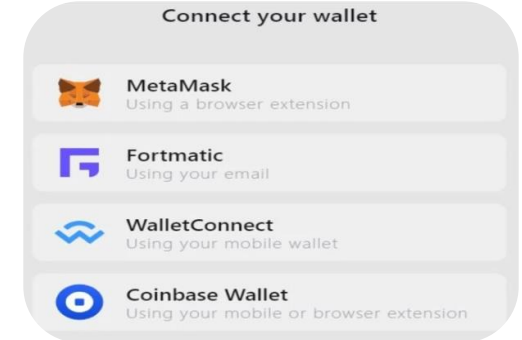 Connect your wallet
MetaMask
Using a browser extension
Fortmatic
Using your email
WalletConnect
Using your mobile wallet
Coinbase Wallet
Using your mobile or browser extension